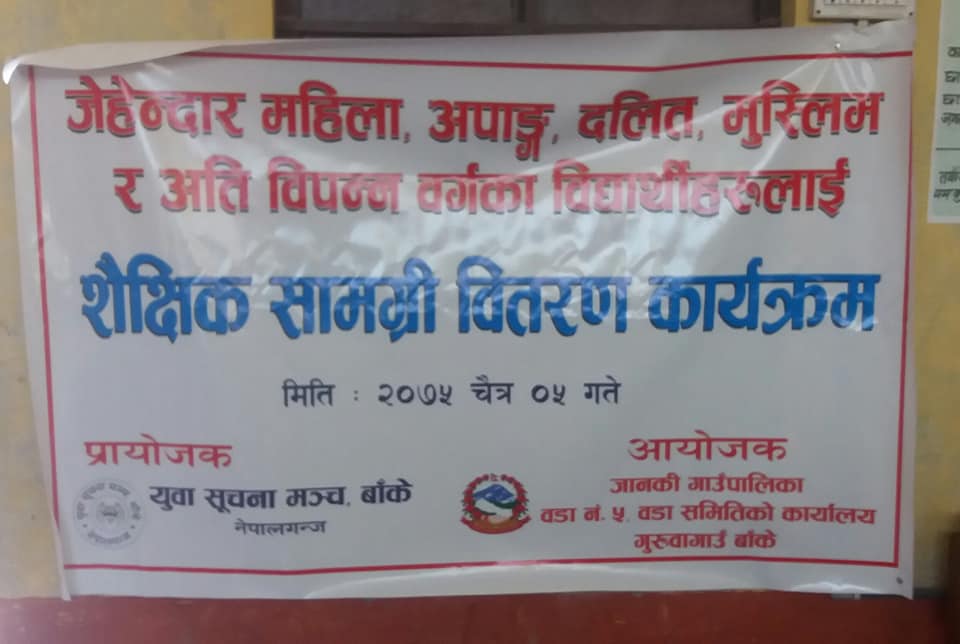 जेहेन्दार महिला, अपाङ्ग, दलित, मुस्लिम
र अति विपन्न वर्गका विद्यार्थीहरुलाई
शैक्षिक सामग्री वितरण कार्यक्रम
मिति : २०७५ चैत्र ०५ गते
प्रायोजक
युवा सूचना मञ्च, बाँके
नेपालगन्ज
आयोजक
जानकी गाउँपालिका
वडा नं. ५, वडा समितिको कार्यालय
गुरुवागाउँ बाँके